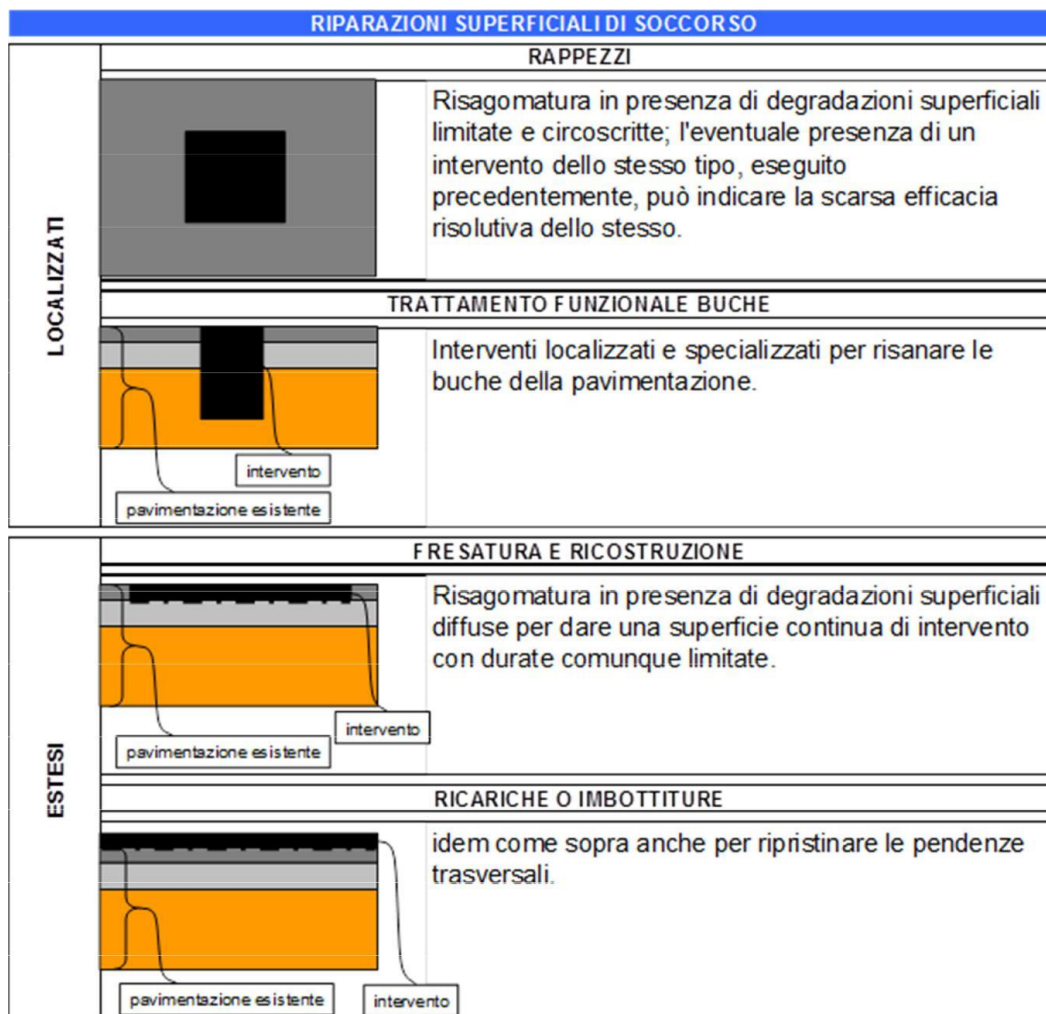 RIPARAZIONI SUPERFICIALI DI SOCCORSO
LOCALIZZATI
RAPPEZZI
Risagomatura in presenza di degradazioni superficiali
limitate e circoscritte; l'eventuale presenza di un
intervento dello stesso tipo, eseguito
precedentemente, può indicare la scarsa efficacia
risolutiva dello stesso.
TRATTAMENTO FUNZIONALE BUCHE
Interventi localizzati e specializzati per risanare le
buche della pavimentazione.
intervento
pavimentazione esistente
ESTESI
FRESATURA E RICOSTRUZIONE
Risagomatura in presenza di degradazioni superficiali
diffuse per dare una superficie continua di intervento
con durate comunque limitate.
intervento
pavimentazione esistente
RICARICHE O IMBOTTITURE
idem come sopra anche per ripristinare le pendenze
trasversali.
pavimentazione esistente
intervento